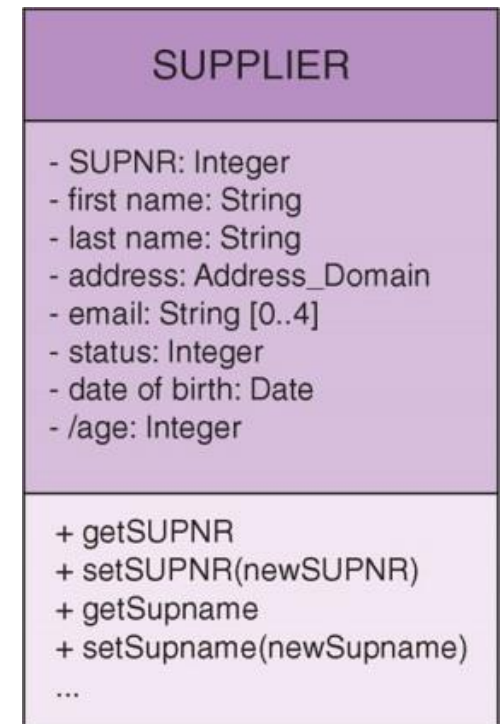 SUPPLIER
- SUPNR: Integer
- first name: String
- last name: String
- address: Address_Domain
- email: String [0..4]
- status: Integer
- date of birth: Date
- /age: Integer
+ getSUPNR
+ setSUPNR(newSUPNR)
+ getSupname
+ setSupname(newSupname)
...